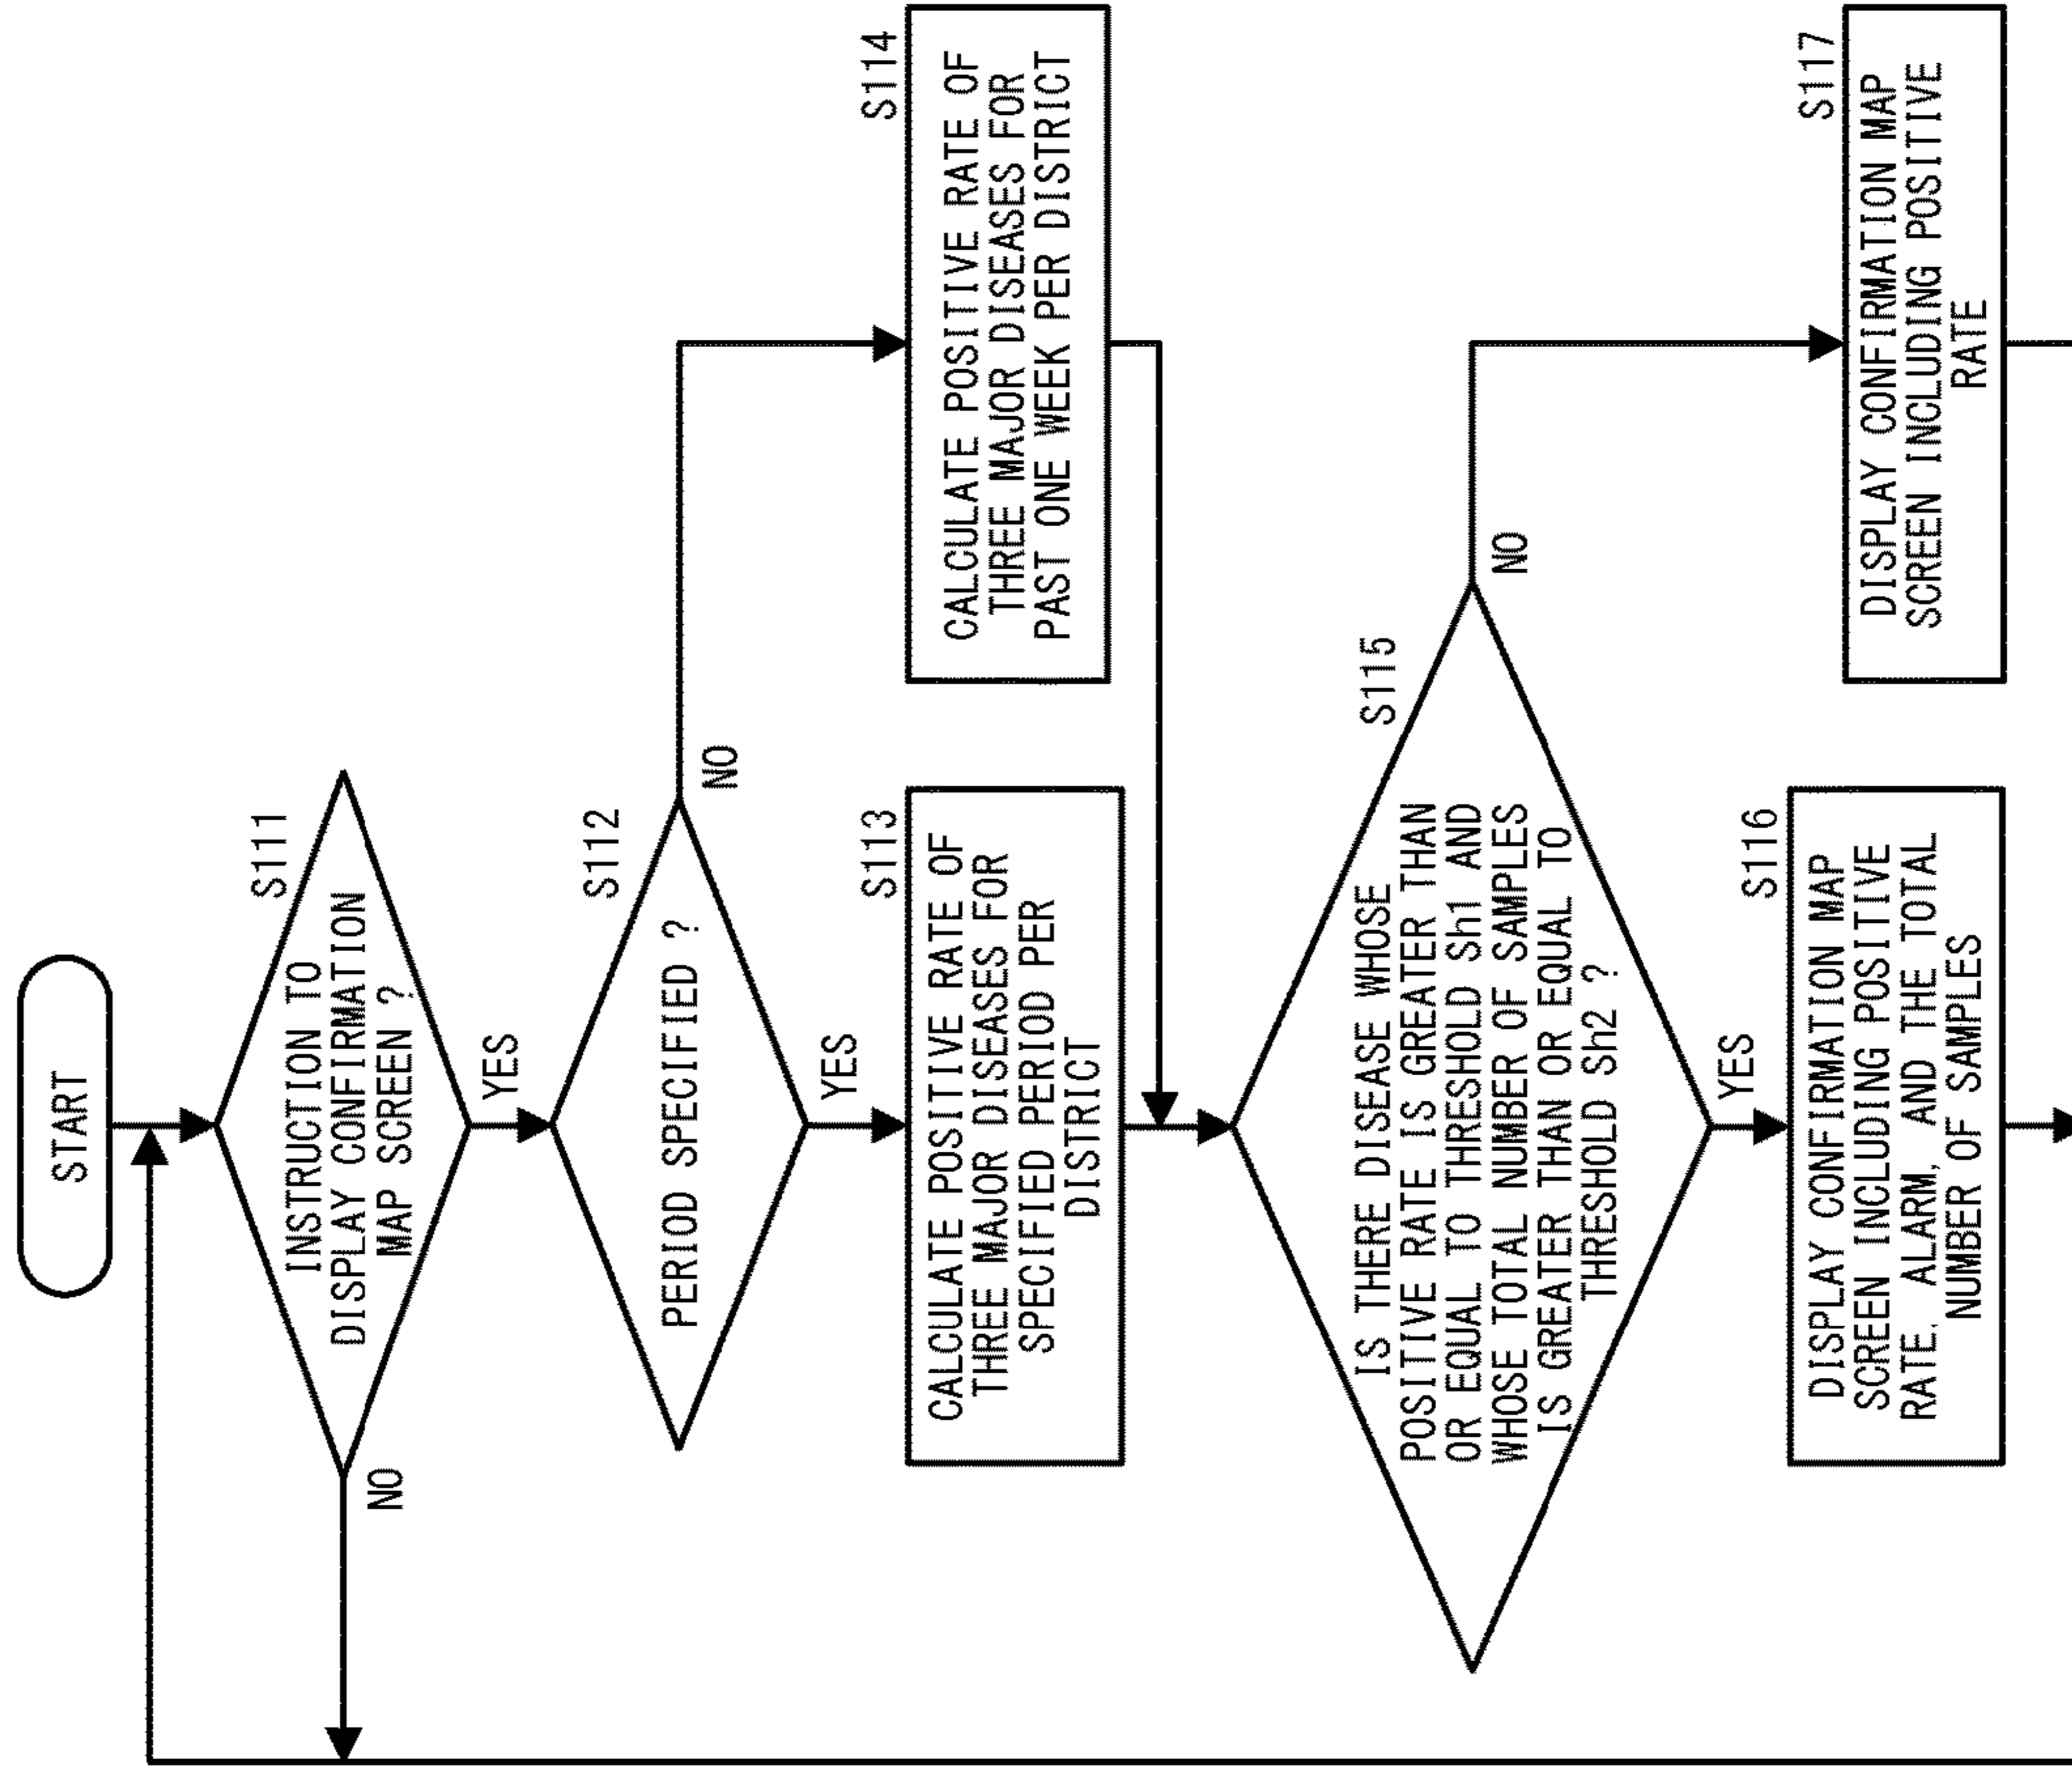 START
S111
INSTRUCTION TO
DISPLAY CONFIRMATION
MAP SCREEN ?
NO
YES
S112
PERIOD SPECIFIED ?
NO
YES
S113
CALCULATE POSITIVE RATE OF
THREE MAJOR DISEASES FOR
SPECIFIED PERIOD PER
DISTRICT
S114
CALCULATE POSITIVE RATE OF
THREE MAJOR DISEASES FOR
PAST ONE WEEK PER DISTRICT
S115
IS THERE DISEASE WHOSE
POSITIVE RATE IS GREATER THAN
OR EQUAL TO THRESHOLD Sh1 AND
WHOSE TOTAL NUMBER OF SAMPLES
IS GREATER THAN OR EQUAL TO
THRESHOLD Sh2 ?
NO
YES
S116
DISPLAY CONFIRMATION MAP
SCREEN INCLUDING POSITIVE
RATE, ALARM, AND THE TOTAL
NUMBER OF SAMPLES
S117
DISPLAY CONFIRMATION MAP
SCREEN INCLUDING POSITIVE
RATE